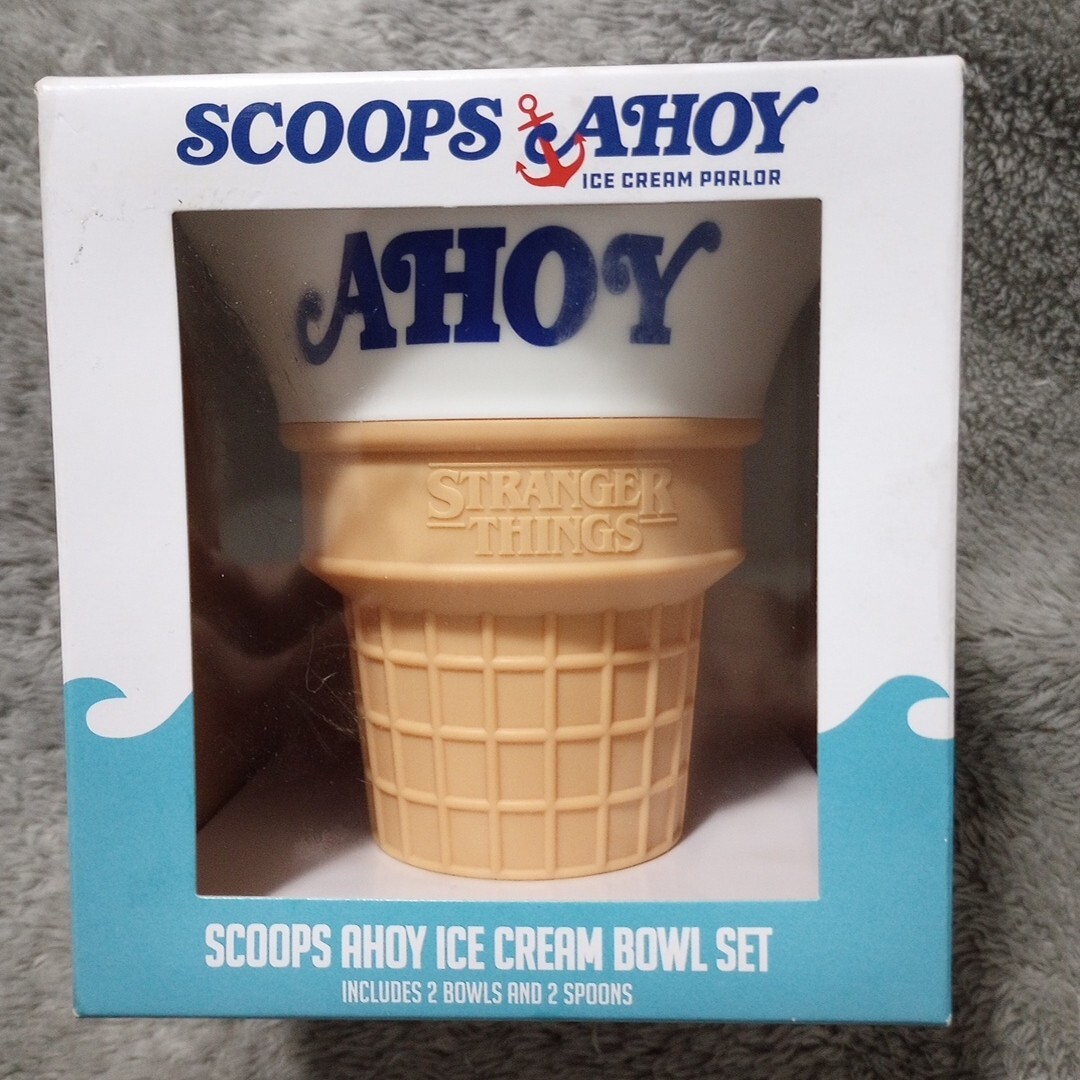 SCOOPS AHOY
ICE CREAM PARLOR
AHOY
STRANGER
THINGS
SCOOPS AHOY ICE CREAM BOWL SET
INCLUDES 2 BOWLS AND 2 SPOONS